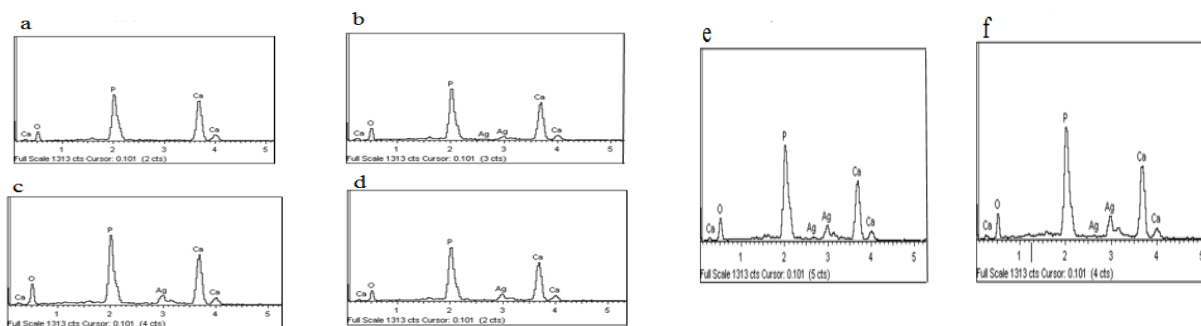 a
P
Ca
O
Ca
Ca
1 2 3 4 5
Full Scale 1313 cts Cursor: 0.101 (2 cts)
b
P
Ca
O
Ca
Ag
Ag
Ca
1 2 3 4 5
Full Scale 1313 cts Cursor: 0.101 (3 cts)
c
P
Ca
O
Ca
Ag
Ca
1 2 3 4 5
Full Scale 1313 cts Cursor: 0.101 (4 cts)
d
P
Ca
O
Ca
Ag
Ca
1 2 3 4 5
Full Scale 1313 cts Cursor: 0.101 (2 cts)
e
P
Ca
O
Ca
Ag
Ag
Ca
1 2 3 4 5
Full Scale 1313 cts Cursor: 0.101 (5 cts)
f
P
Ca
O
Ca
Ag
Ag
Ca
1 2 3 4 5
Full Scale 1313 cts Cursor: 0.101 (4 cts)